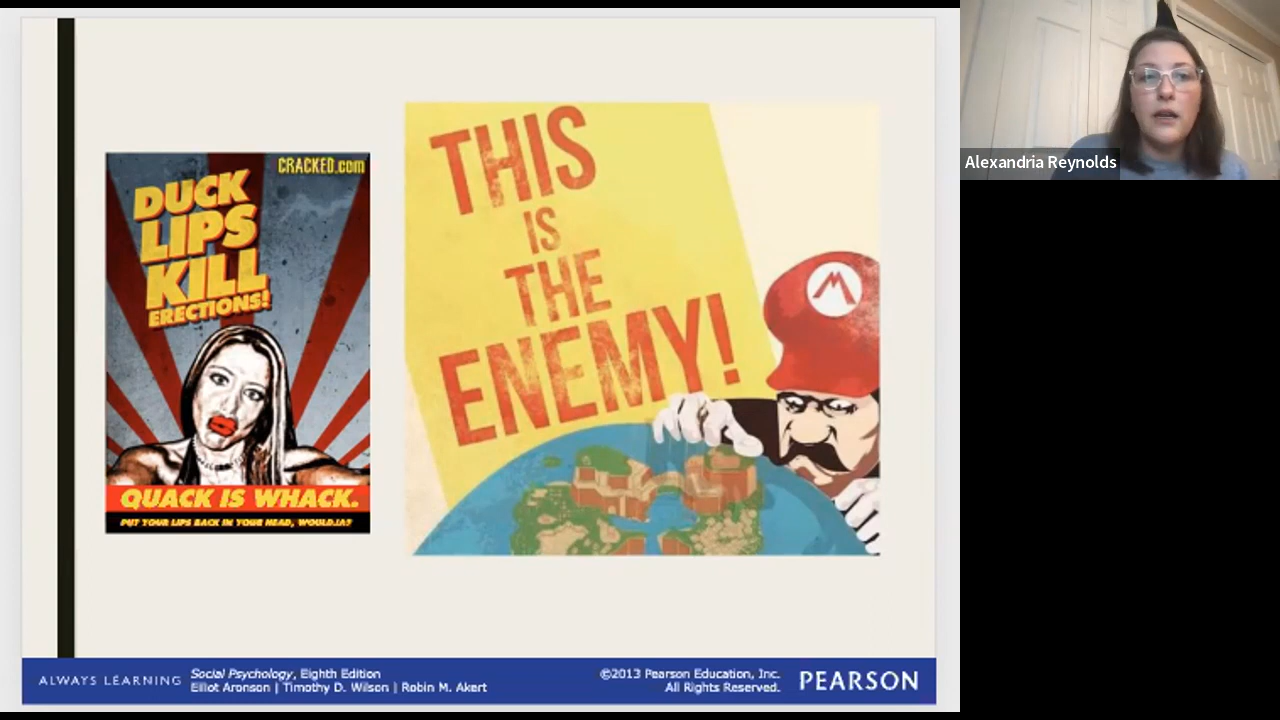 CRACKED.com
DUCK
LIPS
KILL
ERECTIONS!
QUACK IS WHACK.
PUT YOUR LIPS BACK IN YOUR HEAD, WOULD.JA?
THIS
IS
THE
ENEMY!
M
Alexandria Reynolds
ALWAYS LEARNING
Social Psychology, Eighth Edition
Elliot Aronson | Timothy D. Wilson | Robin M. Akert
©2013 Pearson Education, Inc.
All Rights Reserved.
PEARSON